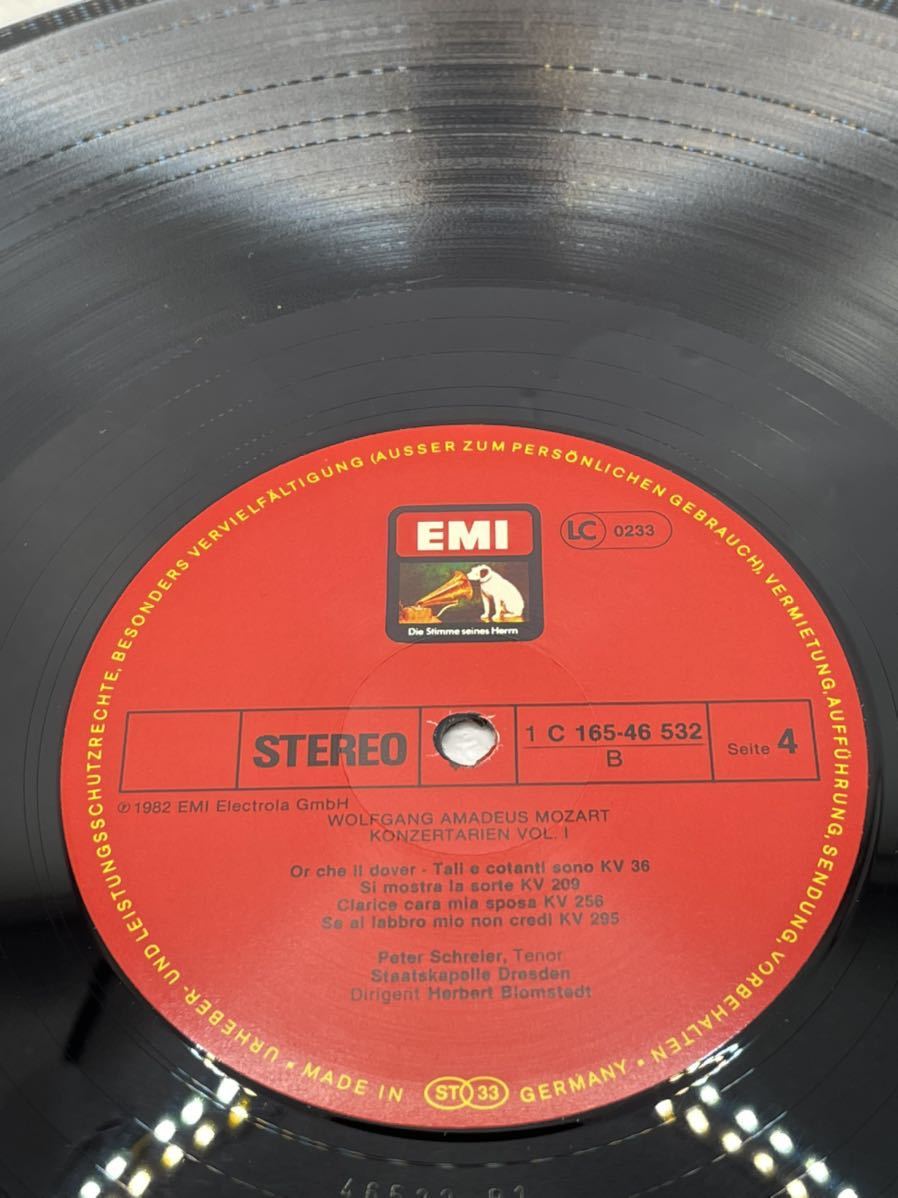 URHEBER- UND LEISTUNGSSCHUTZRECHTE, BESONDERS VERVIELFÄLTIGUNG (AUSSER ZUM PERSÖNLICHEN GEBRAUCH), VERMIETUNG, AUFFÜHRUNG, SENDUNG, VORBEHALTEN
EMI
LC 0233
Die Stimme seines Herrn
STEREO
1 C 165-46 532
B
Seite 4
℗ 1982 EMI Electrola GmbH
WOLFGANG AMADEUS MOZART
KONZERTARIEN VOL. I
Or che il dover - Tali e cotanti sono KV 36
Si mostra la sorte KV 209
Clarice cara mia sposa KV 256
Se al labbro mio non credi KV 295
Peter Schreier, Tenor
Staatskapelle Dresden
Dirigent Herbert Blomstedt
• MADE IN ST 33 GERMANY •